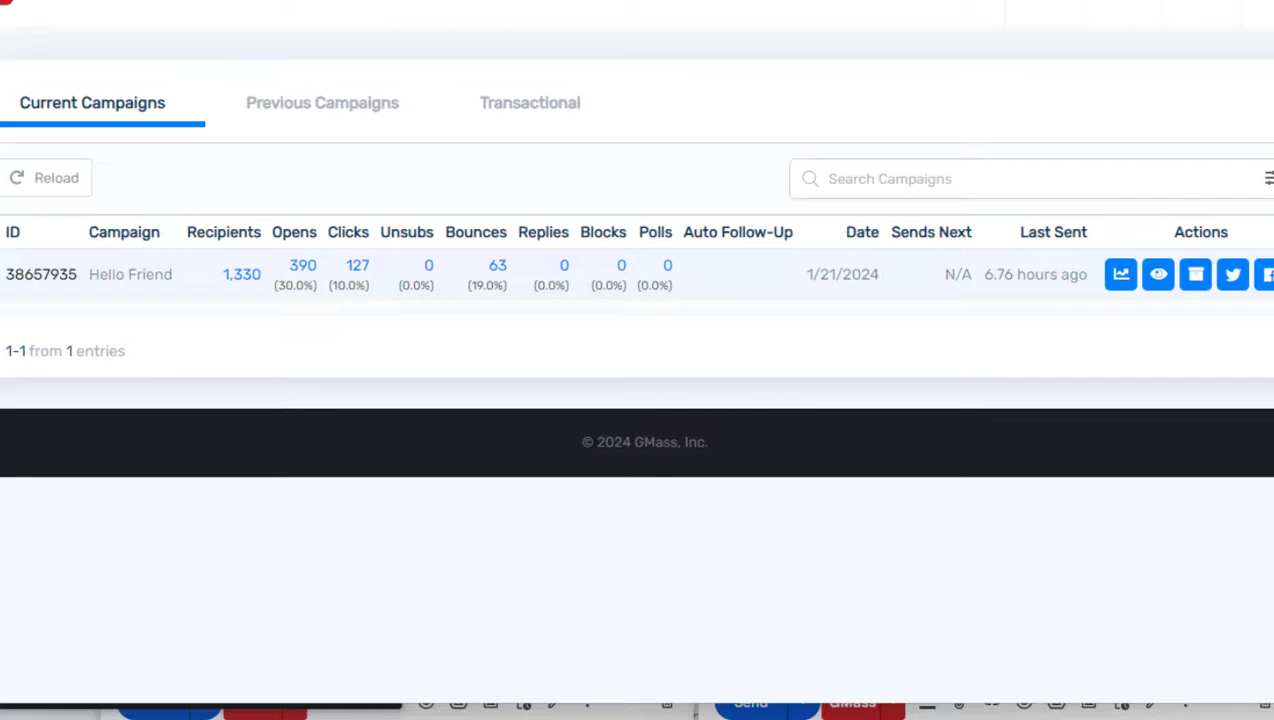 Current Campaigns Previous Campaigns Transactional
Reload Search Campaigns
ID Campaign Recipients Opens Clicks Unsubs Bounces Replies Blocks Polls Auto Follow-Up Date Sends Next Last Sent Actions
38657935 Hello Friend 1,330 390 127 0 63 0 0 0 1/21/2024 N/A 6.76 hours ago
(30.0%) (10.0%) (0.0%) (19.0%) (0.0%) (0.0%) (0.0%)
1-1 from 1 entries
© 2024 GMass, Inc.
Send GMass